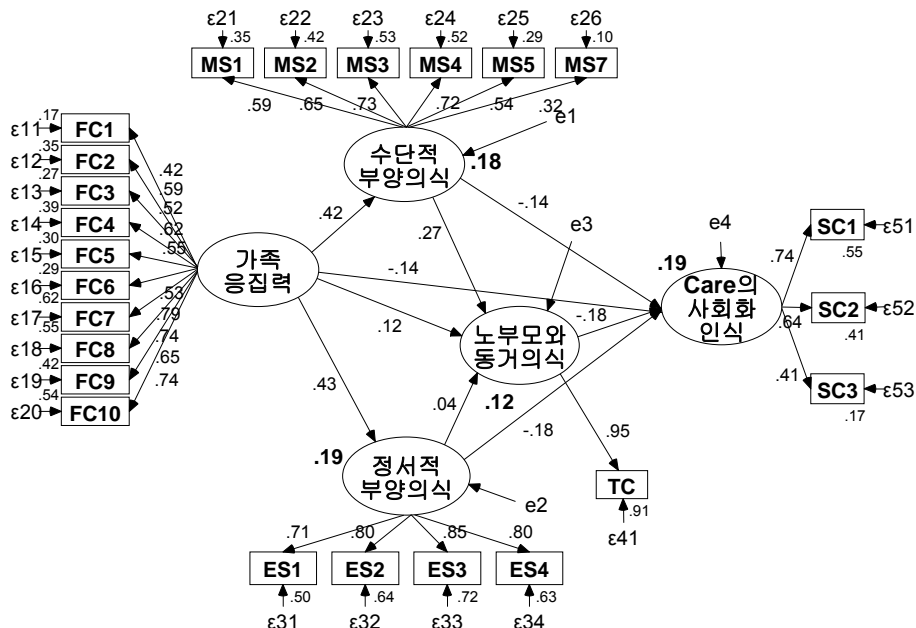 ε21 ε22 ε23 ε24 ε25 ε26
.35 .42 .53 .52 .29 .10
MS1 MS2 MS3 MS4 MS5 MS7
.59 .65 .73 .72 .54 .32
e1
수단적
부양의식
.18
ε11 .17 FC1
ε12 .35 FC2
ε13 .27 FC3
ε14 .39 FC4
ε15 .30 FC5
ε16 .29 FC6
ε17 .62 FC7
ε18 .55 FC8
ε19 .42 FC9
ε20 .54 FC10
.42
.59
.52
.62
.55
.53
.79
.74
.65
.74
가족
응집력
.42
-.14
.27
e3
-.14
.12
.43
노부모와
동거의식
.12
-.18
.04
-.18
.95
e4
.19
Care의
사회화
인식
.74
.64
.41
SC1 ε51
.55
SC2 ε52
.41
SC3 ε53
.17
.19
정서적
부양의식
e2
TC
.91
ε41
.71 .80 .85 .80
ES1 ES2 ES3 ES4
.50 .64 .72 .63
ε31 ε32 ε33 ε34